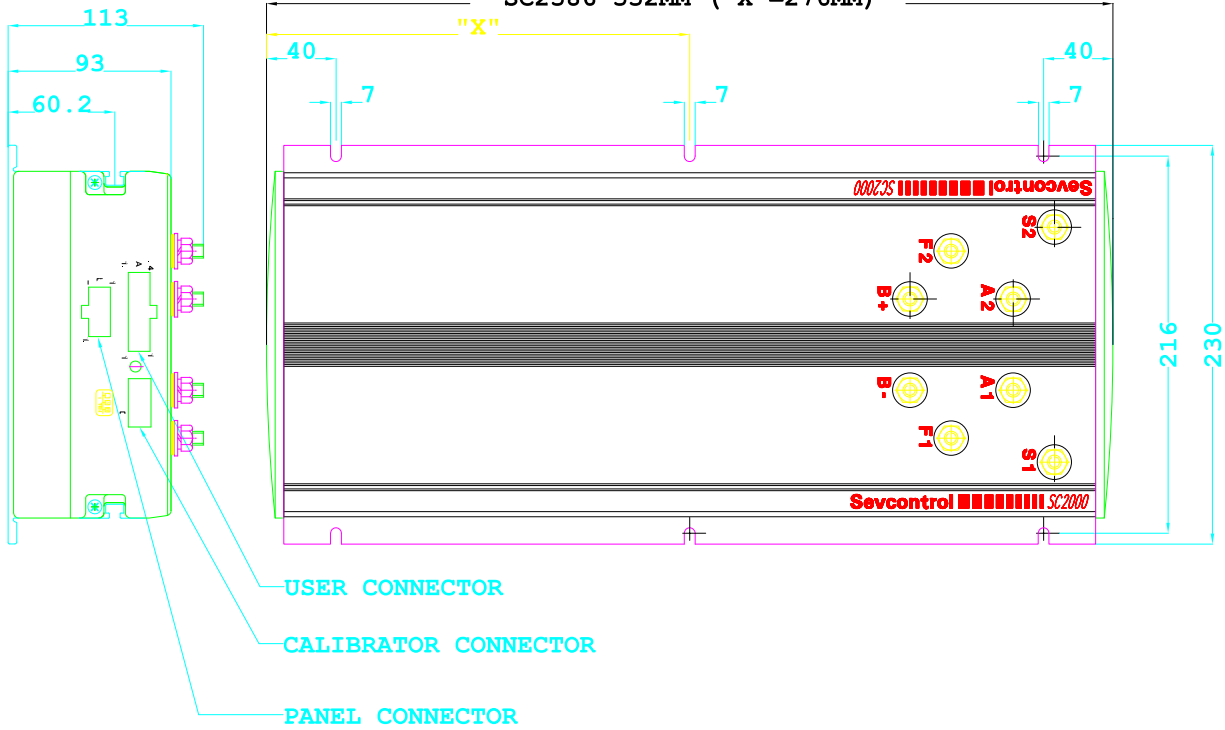 113
93
60.2
"X"
40
40
7
7
7
Sevcontrol SC2000
S2
F2
B+
A2
216
230
B-
A1
F1
S1
Sevcontrol SC2000
USER CONNECTOR
CALIBRATOR CONNECTOR
PANEL CONNECTOR